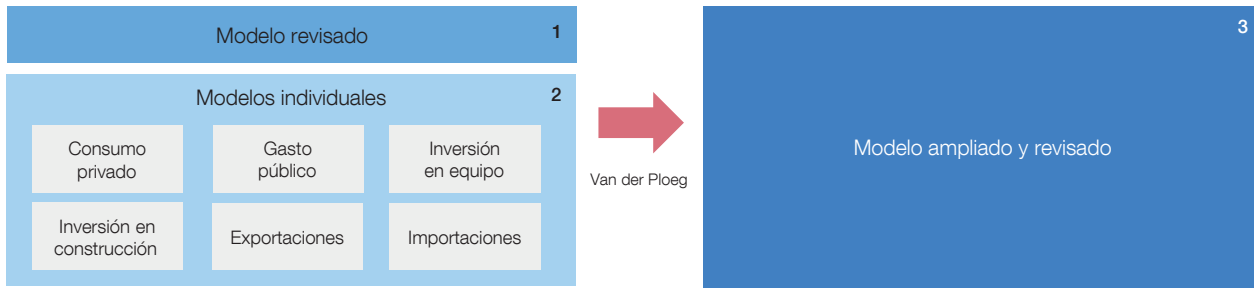 Modelo revisado
1
Modelos individuales
2
Consumo
privado
Gasto
público
Inversión
en equipo
Inversión en
construcción
Exportaciones
Importaciones
Van der Ploeg
3
Modelo ampliado y revisado